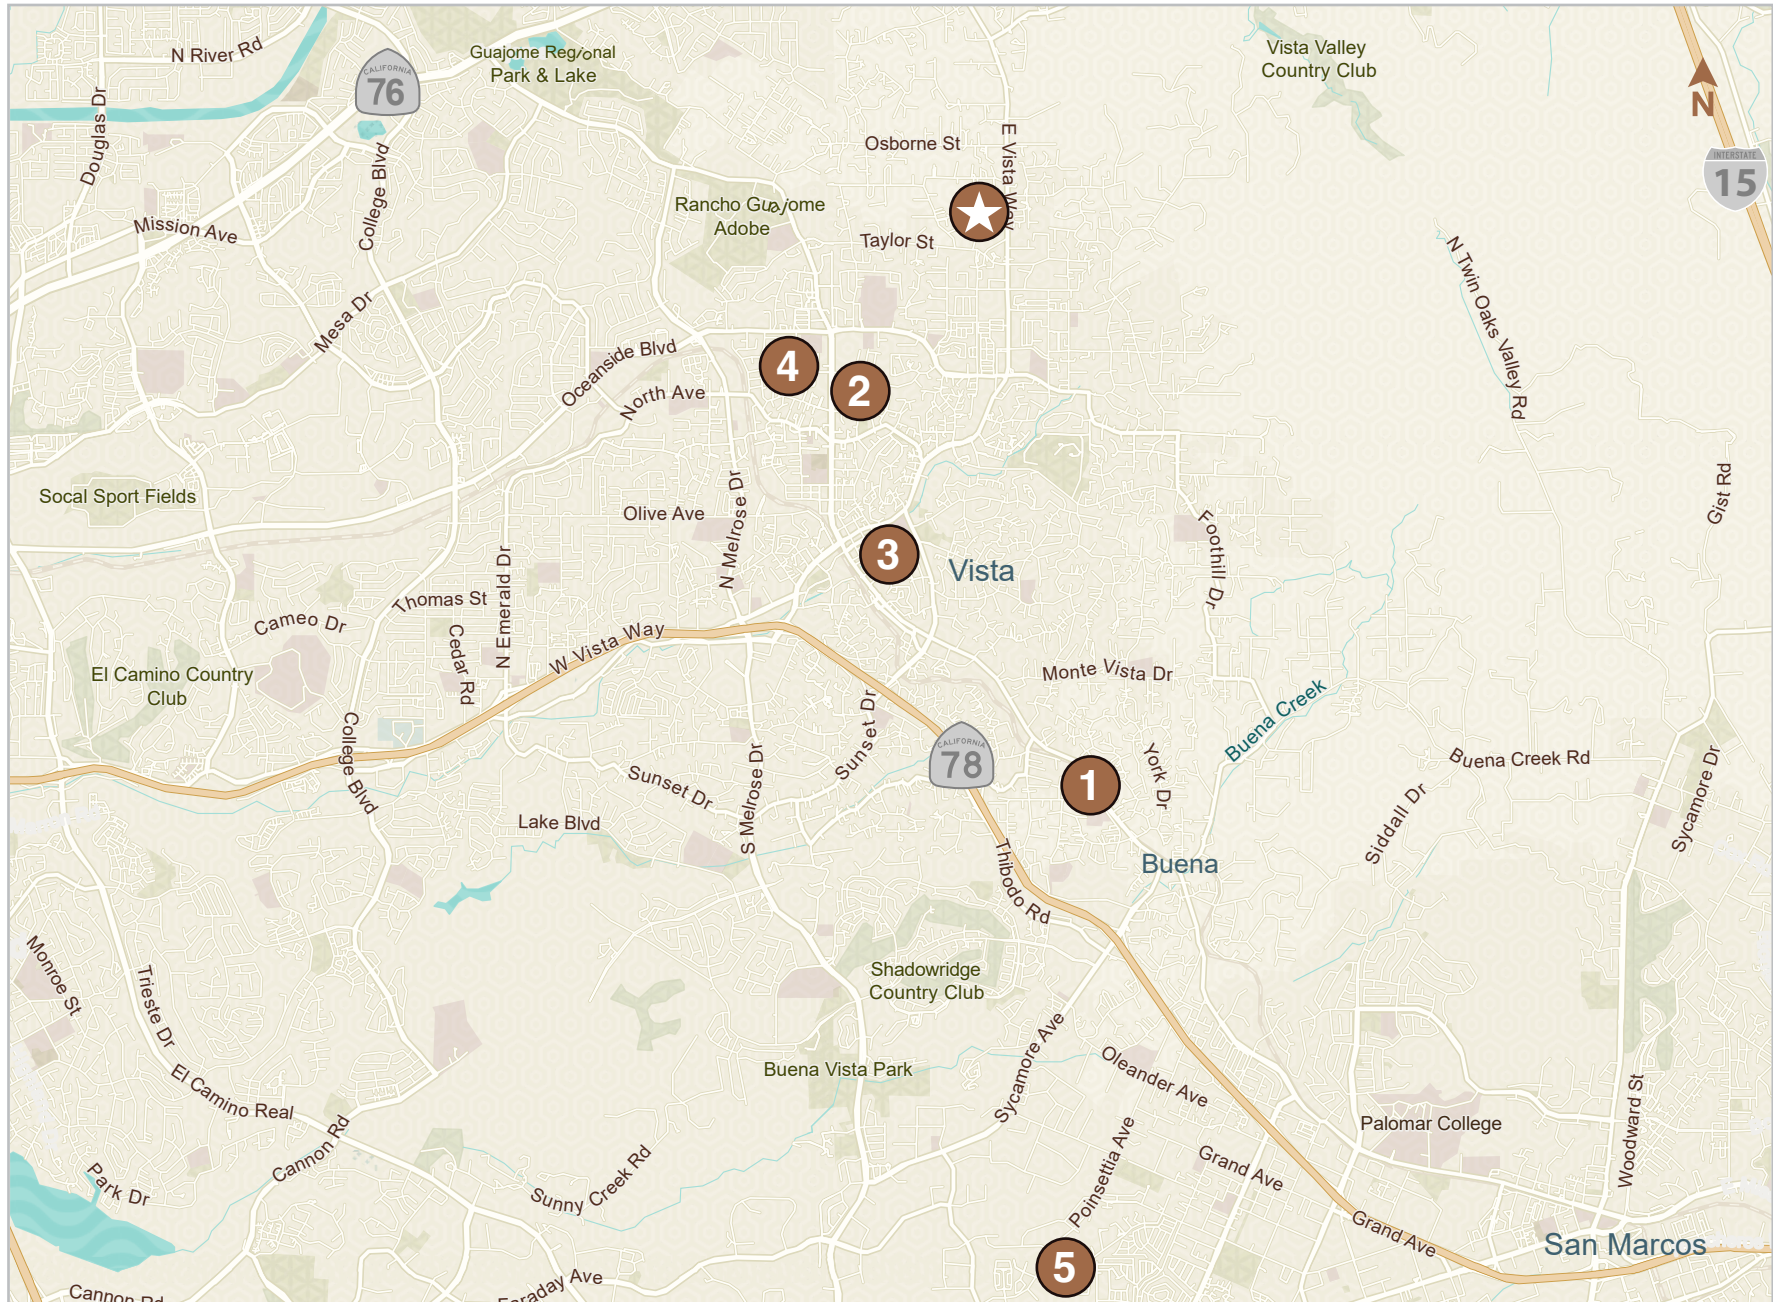 N River Rd
CALIFORNIA
76
Guajome Regional
Park & Lake
Vista Valley
Country Club
N
INTERSTATE
15
Douglas Dr
College Blvd
Osborne St
E Vista Way
Mission Ave
Rancho Guajome
Adobe
Taylor St
N Twin Oaks Valley Rd
Mesa Dr
Oceanside Blvd
4
2
North Ave
Socal Sport Fields
Olive Ave
N Melrose Dr
Gist Rd
Foothill Dr
3
Vista
N Emerald Dr
Thomas St
Cameo Dr
Cedar Rd
W Vista Way
El Camino Country
Club
Monte Vista Dr
Buena Creek
College Blvd
Sunset Dr
CALIFORNIA
78
Buena Creek Rd
Sycamore Dr
York Dr
1
Sunset Dr
S Melrose Dr
Lake Blvd
Siddall Dr
Thibodo Rd
Buena
Monroe St
Trieste Dr
Shadowridge
Country Club
Sycamore Ave
Buena Vista Park
Oleander Ave
El Camino Real
Cannon Rd
Palomar College
Woodward St
Poinsettia Ave
Grand Ave
Park Dr
Sunny Creek Rd
Grand Ave
San Marcos
5
Cannon Rd
Faraday Ave